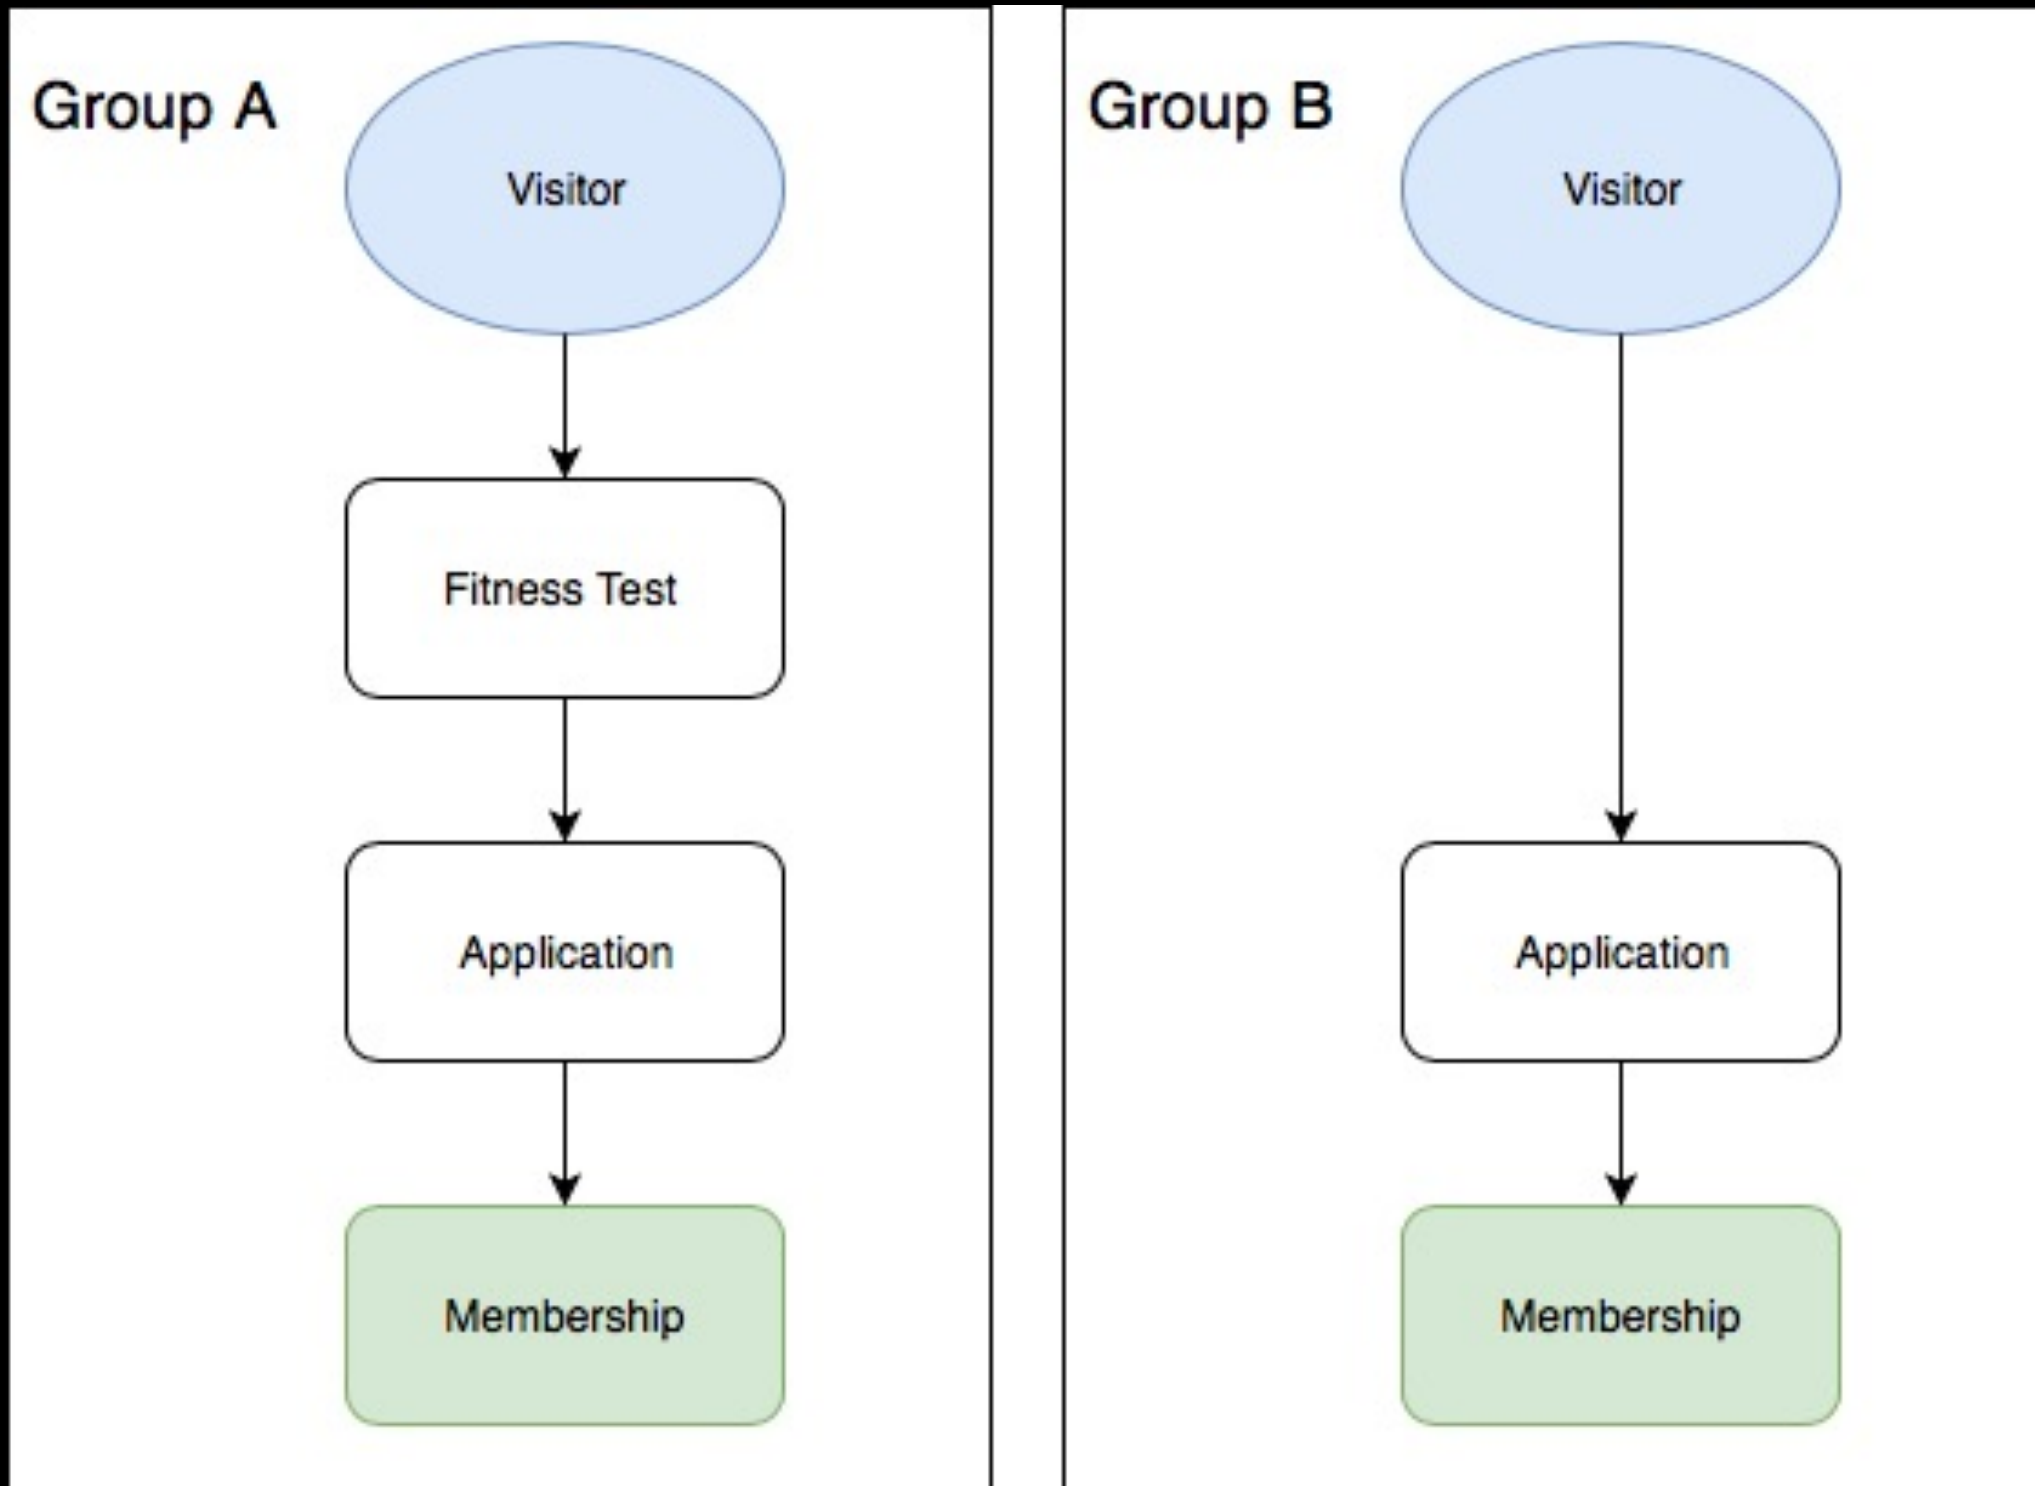 Group A
Visitor
Fitness Test
Application
Membership
Group B
Visitor
Application
Membership